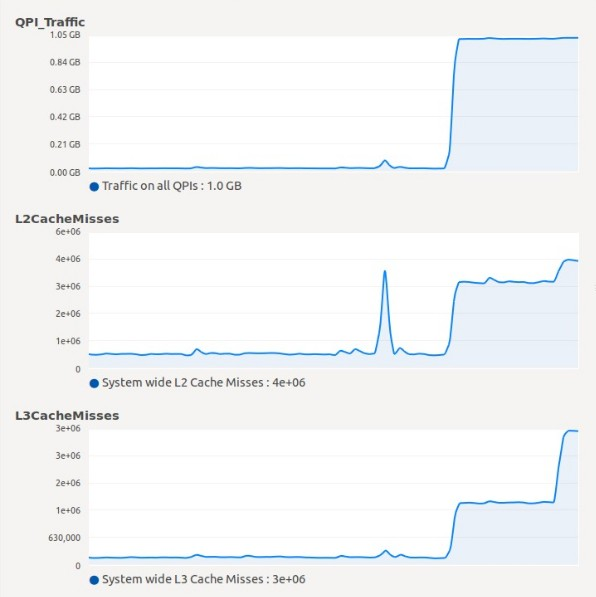 QPI_Traffic
1.05 GB
0.84 GB
0.63 GB
0.42 GB
0.21 GB
0.00 GB
Traffic on all QPIs : 1.0 GB
L2CacheMisses
6e+06
4e+06
3e+06
2e+06
1e+06
0
System wide L2 Cache Misses : 4e+06
L3CacheMisses
3e+06
3e+06
2e+06
1e+06
630,000
0
System wide L3 Cache Misses : 3e+06